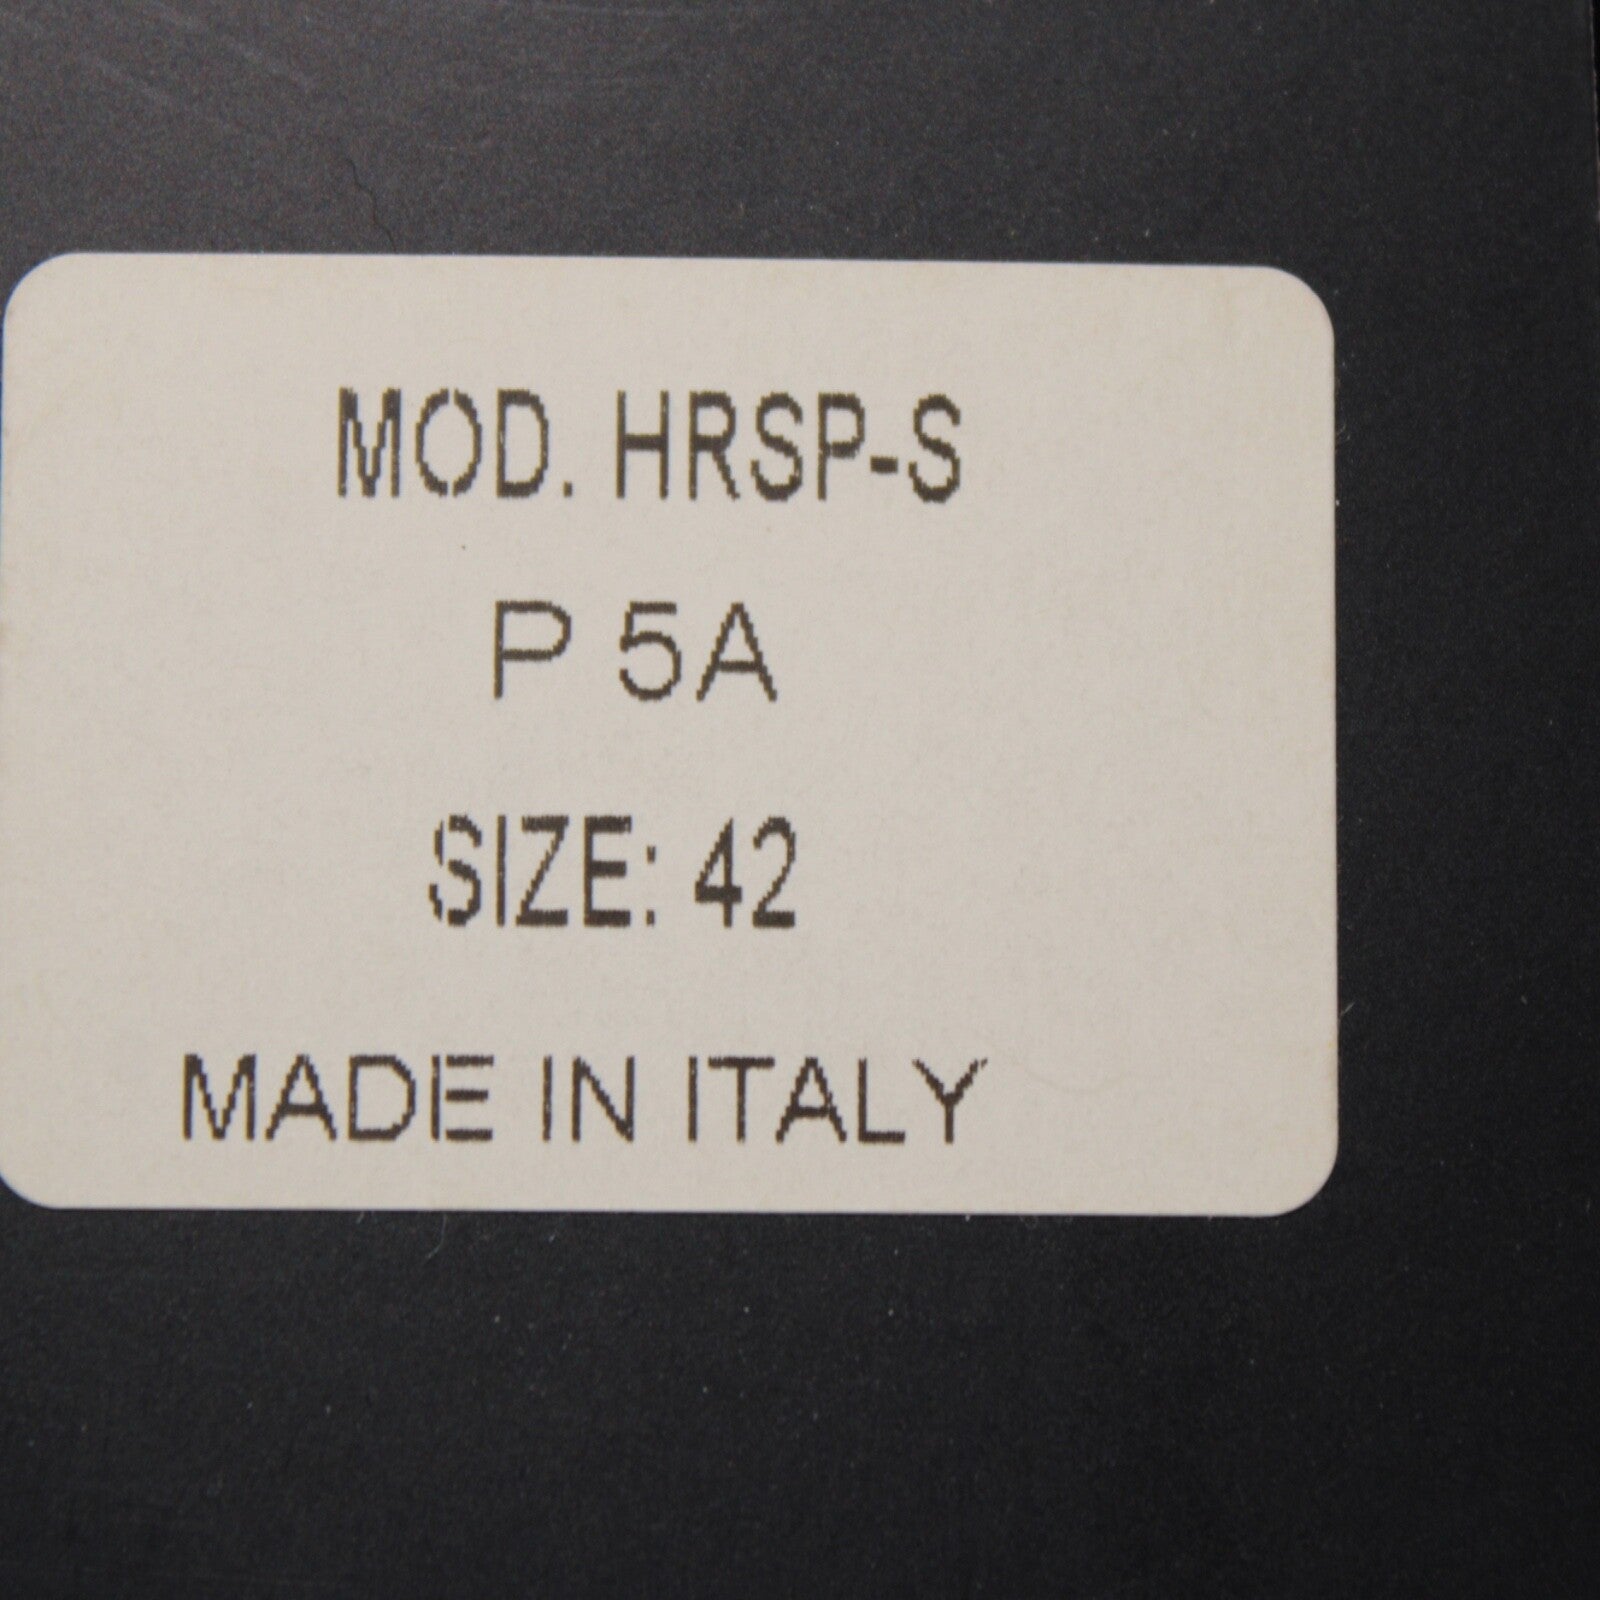 MOD. HRSP-S
P 5A
SIZE: 42
MADE IN ITALY